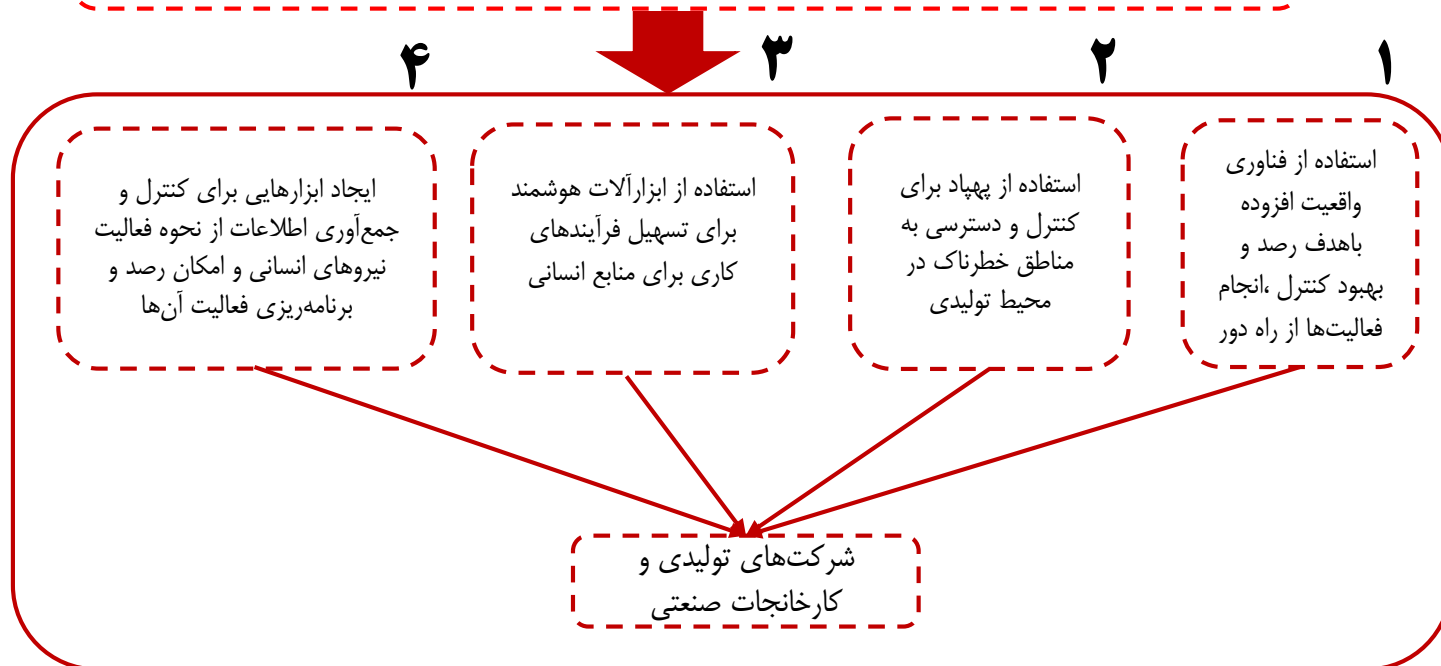 ۱
۲
۳
۴
استفاده از فناوری
واقعیت افزوده
باهدف رصد و
بهبود کنترل ،انجام
فعالیت‌ها از راه دور
استفاده از پهپاد برای
کنترل و دسترسی به
مناطق خطرناک در
محیط تولیدی
استفاده از ابزارآلات هوشمند
برای تسهیل فرآیندهای
کاری برای منابع انسانی
ایجاد ابزارهایی برای کنترل و
جمع‌آوری اطلاعات از نحوه فعالیت
نیروهای انسانی و امکان رصد و
برنامه‌ریزی فعالیت آن‌ها
شرکت‌های تولیدی و
کارخانجات صنعتی